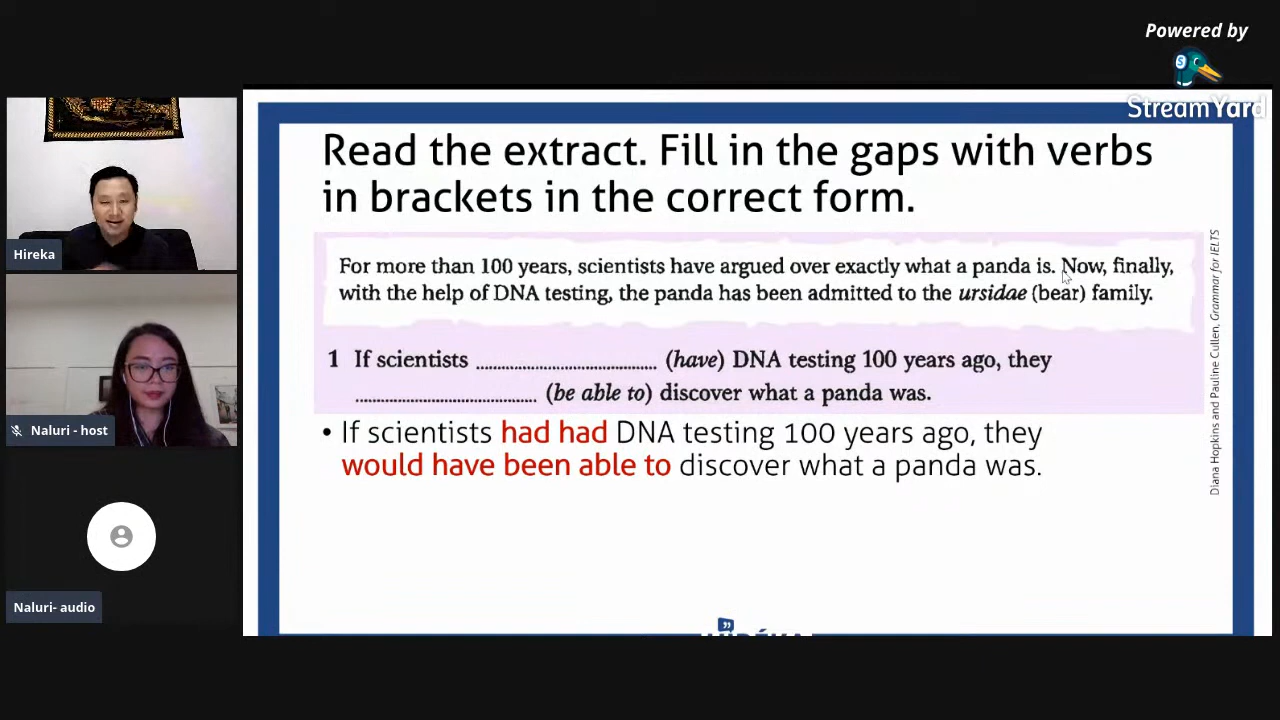 Powered by
StreamYard
Hireka
Naluri - host
Naluri- audio
Read the extract. Fill in the gaps with verbs
in brackets in the correct form.
For more than 100 years, scientists have argued over exactly what a panda is. Now, finally,
with the help of DNA testing, the panda has been admitted to the ursidae (bear) family.
1 If scientists ............................................. (have) DNA testing 100 years ago, they
............................................. (be able to) discover what a panda was.
• If scientists had had DNA testing 100 years ago, they
would have been able to discover what a panda was.
Diana Hopkins and Pauline Cullen, Grammar for IELTS